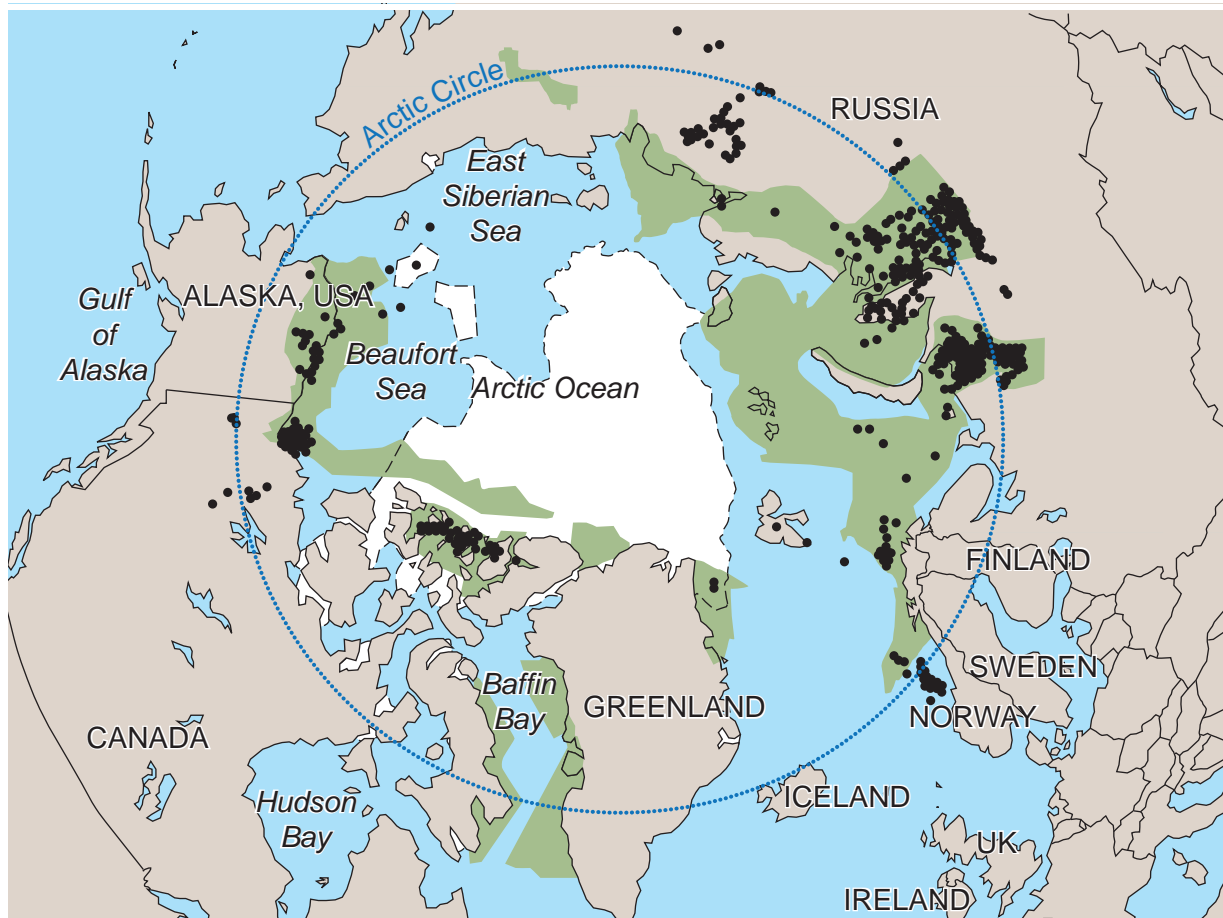 Arctic Circle
RUSSIA
East
Siberian
Sea
ALASKA, USA
Gulf
of
Alaska
Beaufort
Sea
Arctic Ocean
FINLAND
SWEDEN
Baffin
Bay
GREENLAND
NORWAY
CANADA
Hudson
Bay
ICELAND
UK
IRELAND